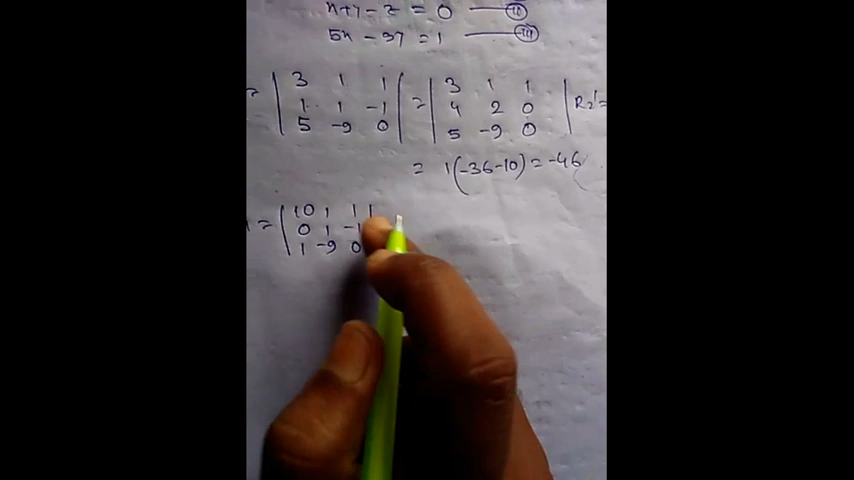 x+y-z = 0 —— (ii)
5x - 9y = 1 —— (iii)
= | 3 1 1 | = | 3 1 1 | R₂' =
| 1 1 -1 | | 4 2 0 |
| 5 -9 0 | | 5 -9 0 |
= 1(-36-10) = -46
= | 10 1 1 |
| 0 1 -1
| 1 -9 0